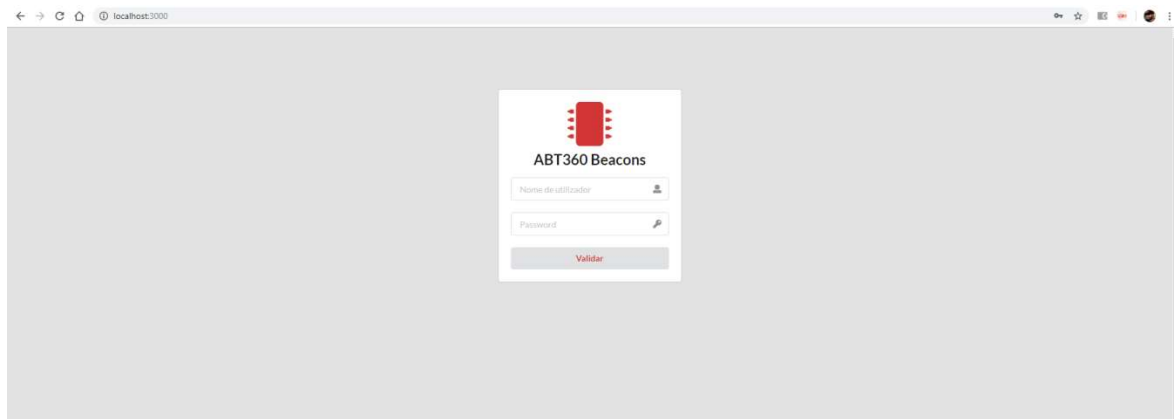 localhost:3000
ABT360 Beacons
Nome de utilizador
Password
Validar